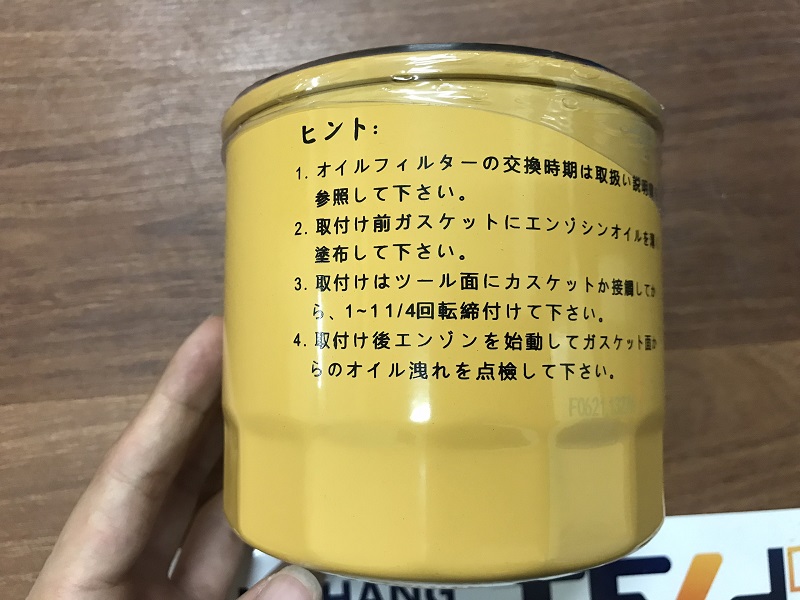 ヒント:
1. オイルフィルターの交換時期は取扱い説明
参照して下さい。
2. 取付け前ガスケットにエンゾシンオイルを薄
塗布して下さい。
3. 取付けはツール面にカスケットか接觸してか
ら、1~11/4回転締付けて下さい。
4. 取付け後エンゾンを始動してガスケット面か
らのオイル洩れを点檢して下さい。
HANG